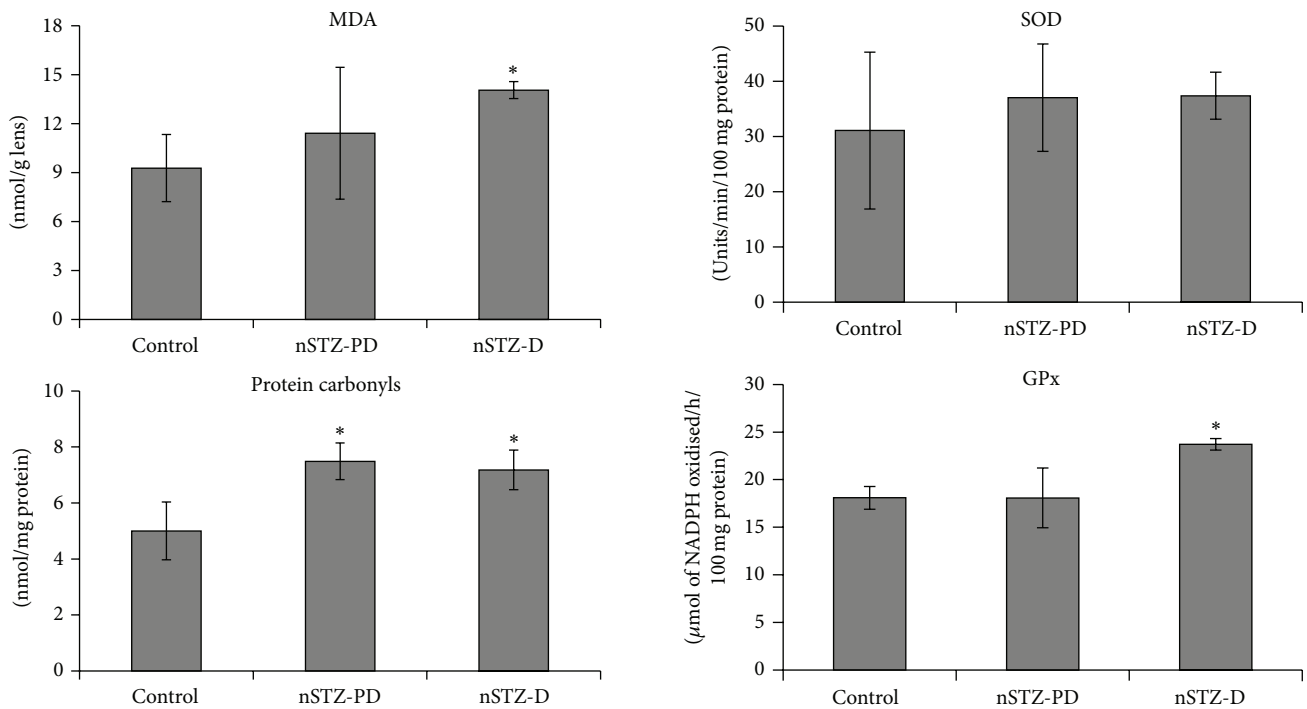 MDA
18
15
12
9
6
3
0
(nmol/g lens)
*
Control
nSTZ-PD
nSTZ-D
SOD
50
40
30
20
10
0
(Units/min/100 mg protein)
Control
nSTZ-PD
nSTZ-D
Protein carbonyls
10
8
6
4
2
0
(nmol/mg protein)
*
*
Control
nSTZ-PD
nSTZ-D
GPx
30
25
20
15
10
5
0
(μmol of NADPH oxidised/h/
100 mg protein)
*
Control
nSTZ-PD
nSTZ-D